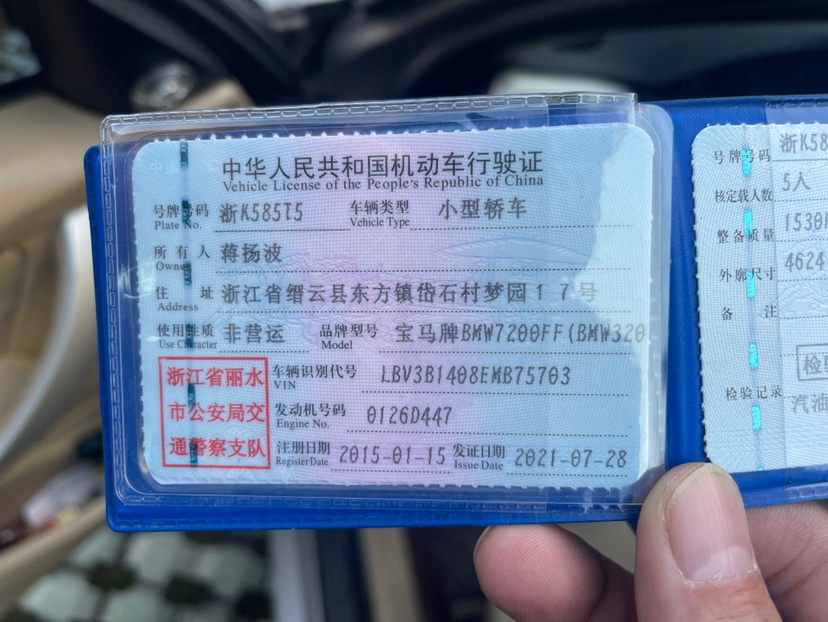 中华人民共和国机动车行驶证
Vehicle License of the People's Republic of China
号牌号码 浙K585T5 车辆类型 小型轿车
Plate No. Vehicle Type
所有人 蒋扬波
Owner
住址 浙江省缙云县东方镇岱石村梦园17号
Address
使用性质 非营运 品牌型号 宝马牌BMW7200FF(BMW320
Use Character Model
浙江省丽水
市公安局交
通警察支队
车辆识别代号 LBV3B1408EMB75703
VIN
发动机号码 0126D447
Engine No.
注册日期 2015-01-15 发证日期 2021-07-28
Register Date Issue Date
号牌号码 浙K58
核定载人数 5人
整备质量 1530
外廓尺寸 4624
备注
检验记录
汽油